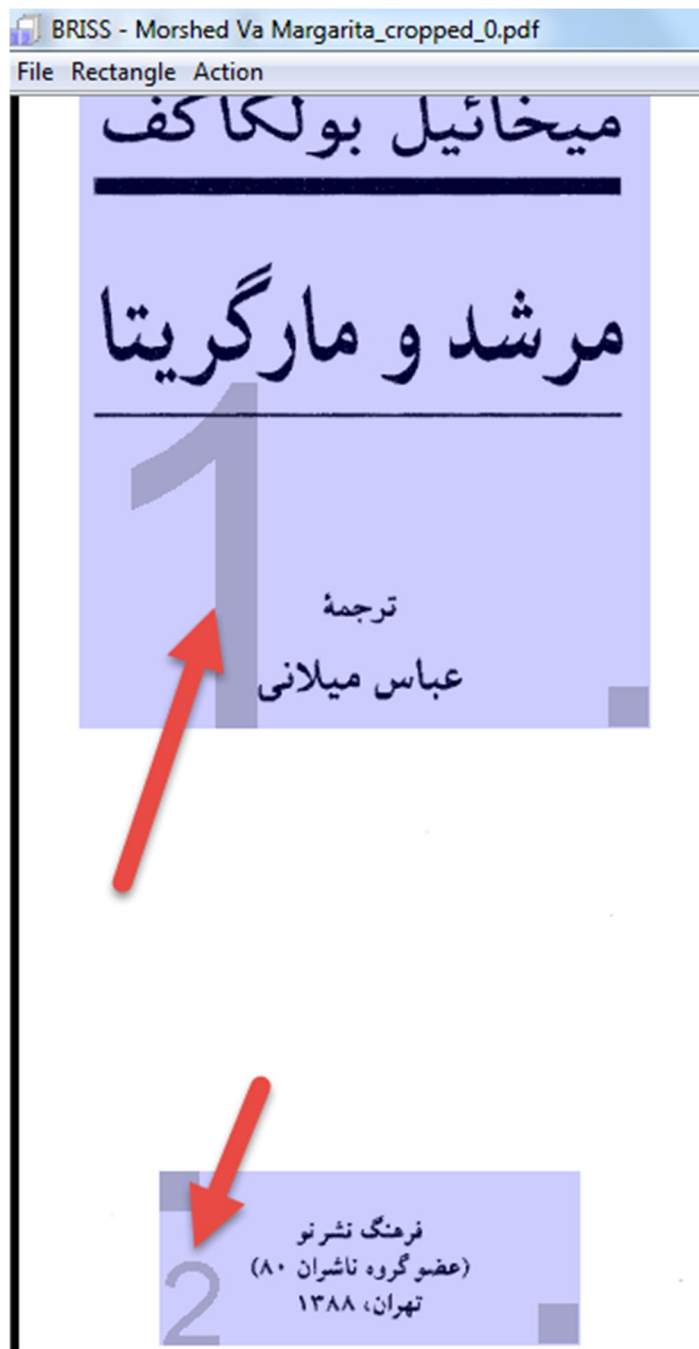 BRISS - Morshed Va Margarita_cropped_0.pdf
File Rectangle Action
میخائیل بولگاکف
مرشد و مارگریتا
1
ترجمهٔ
عباس میلانی
فرهنگ نشر نو
(عضو گروه ناشران ۸۰)
تهران، ۱۳۸۸
2